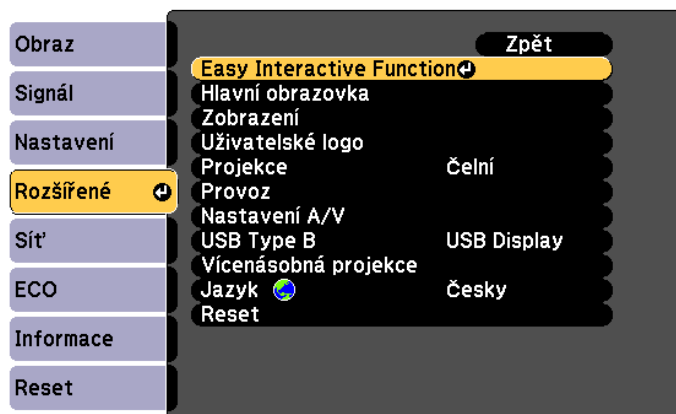 Obraz
Signál
Nastavení
Rozšířené
Síť
ECO
Informace
Reset
Zpět
Easy Interactive Function
Hlavní obrazovka
Zobrazení
Uživatelské logo
Projekce Čelní
Provoz
Nastavení A/V
USB Type B USB Display
Vícenásobná projekce
Jazyk Česky
Reset